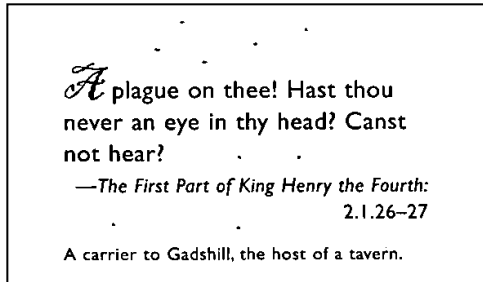 A plague on thee! Hast thou
never an eye in thy head? Canst
not hear?
—The First Part of King Henry the Fourth:
2.1.26–27
A carrier to Gadshill, the host of a tavern.